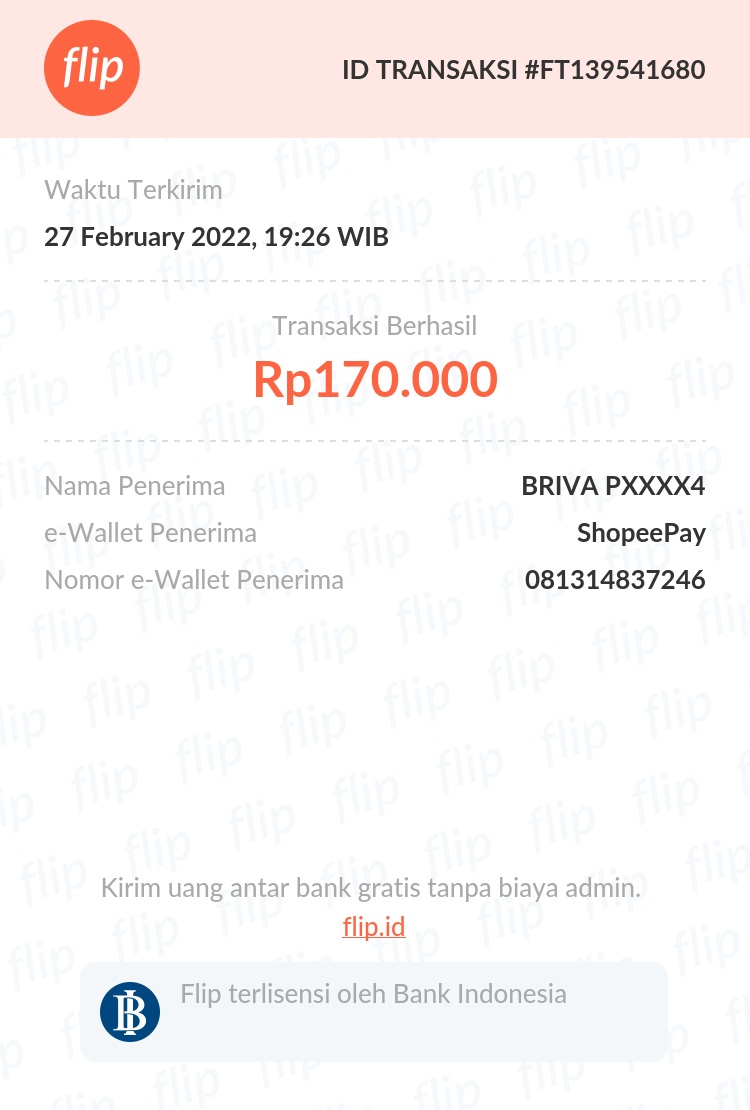 flip
ID TRANSAKSI #FT139541680
Waktu Terkirim
27 February 2022, 19:26 WIB
Transaksi Berhasil
Rp170.000
Nama Penerima BRIVA PXXXX4
e-Wallet Penerima ShopeePay
Nomor e-Wallet Penerima 081314837246
Kirim uang antar bank gratis tanpa biaya admin.
flip.id
Flip terlisensi oleh Bank Indonesia